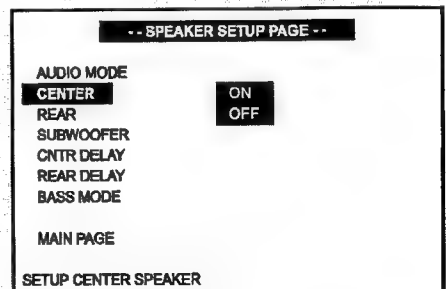 -- SPEAKER SETUP PAGE --
AUDIO MODE
CENTER ON
REAR OFF
SUBWOOFER
CNTR DELAY
REAR DELAY
BASS MODE
MAIN PAGE
SETUP CENTER SPEAKER